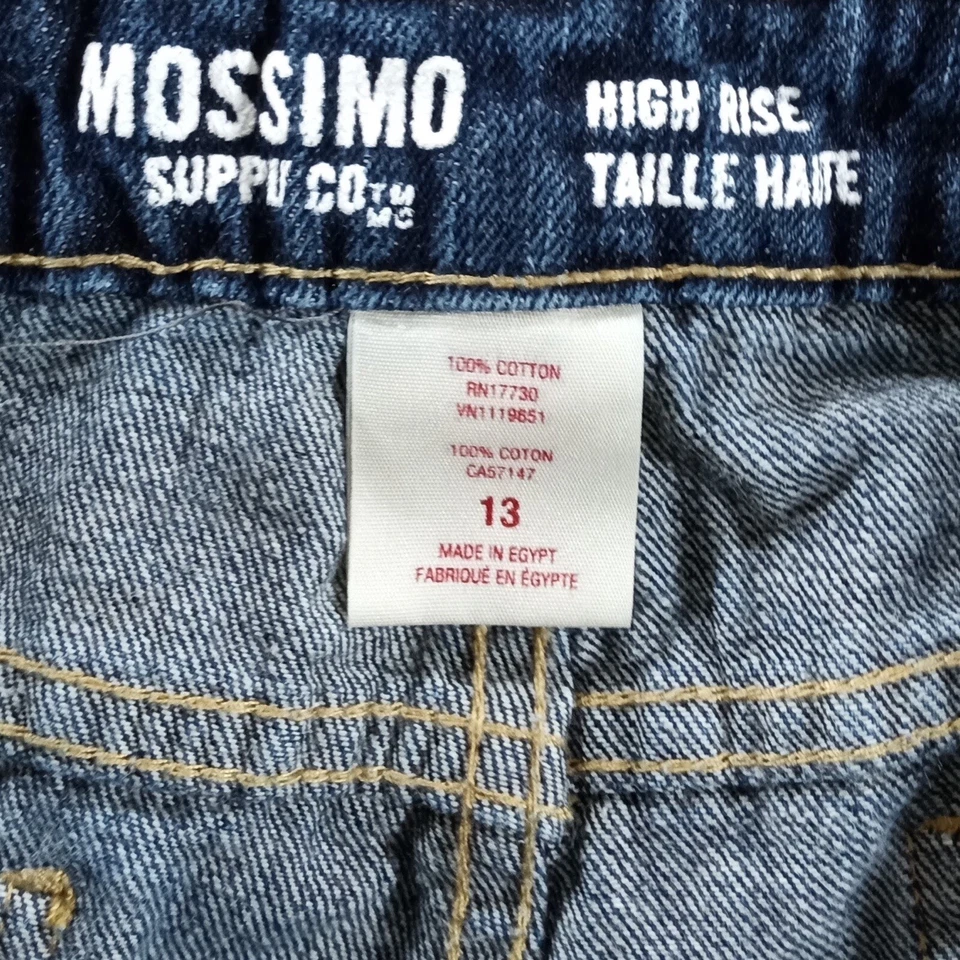 MOSSIMO
SUPPLY CO TM MC
HIGH RISE
TAILLE HAUTE
100% COTTON
RN17730
VN1119651
100% COTON
CA57147
13
MADE IN EGYPT
FABRIQUÉ EN ÉGYPTE